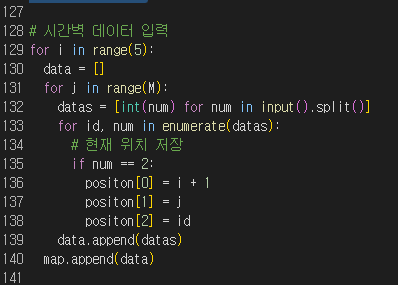 127
128 # 시간벽 데이터 입력
129 for i in range(5):
130   data = []
131   for j in range(M):
132     datas = [int(num) for num in input().split()]
133     for id, num in enumerate(datas):
134       # 현재 위치 저장
135       if num == 2:
136         positon[0] = i + 1
137         positon[1] = j
138         positon[2] = id
139     data.append(datas)
140   map.append(data)
141